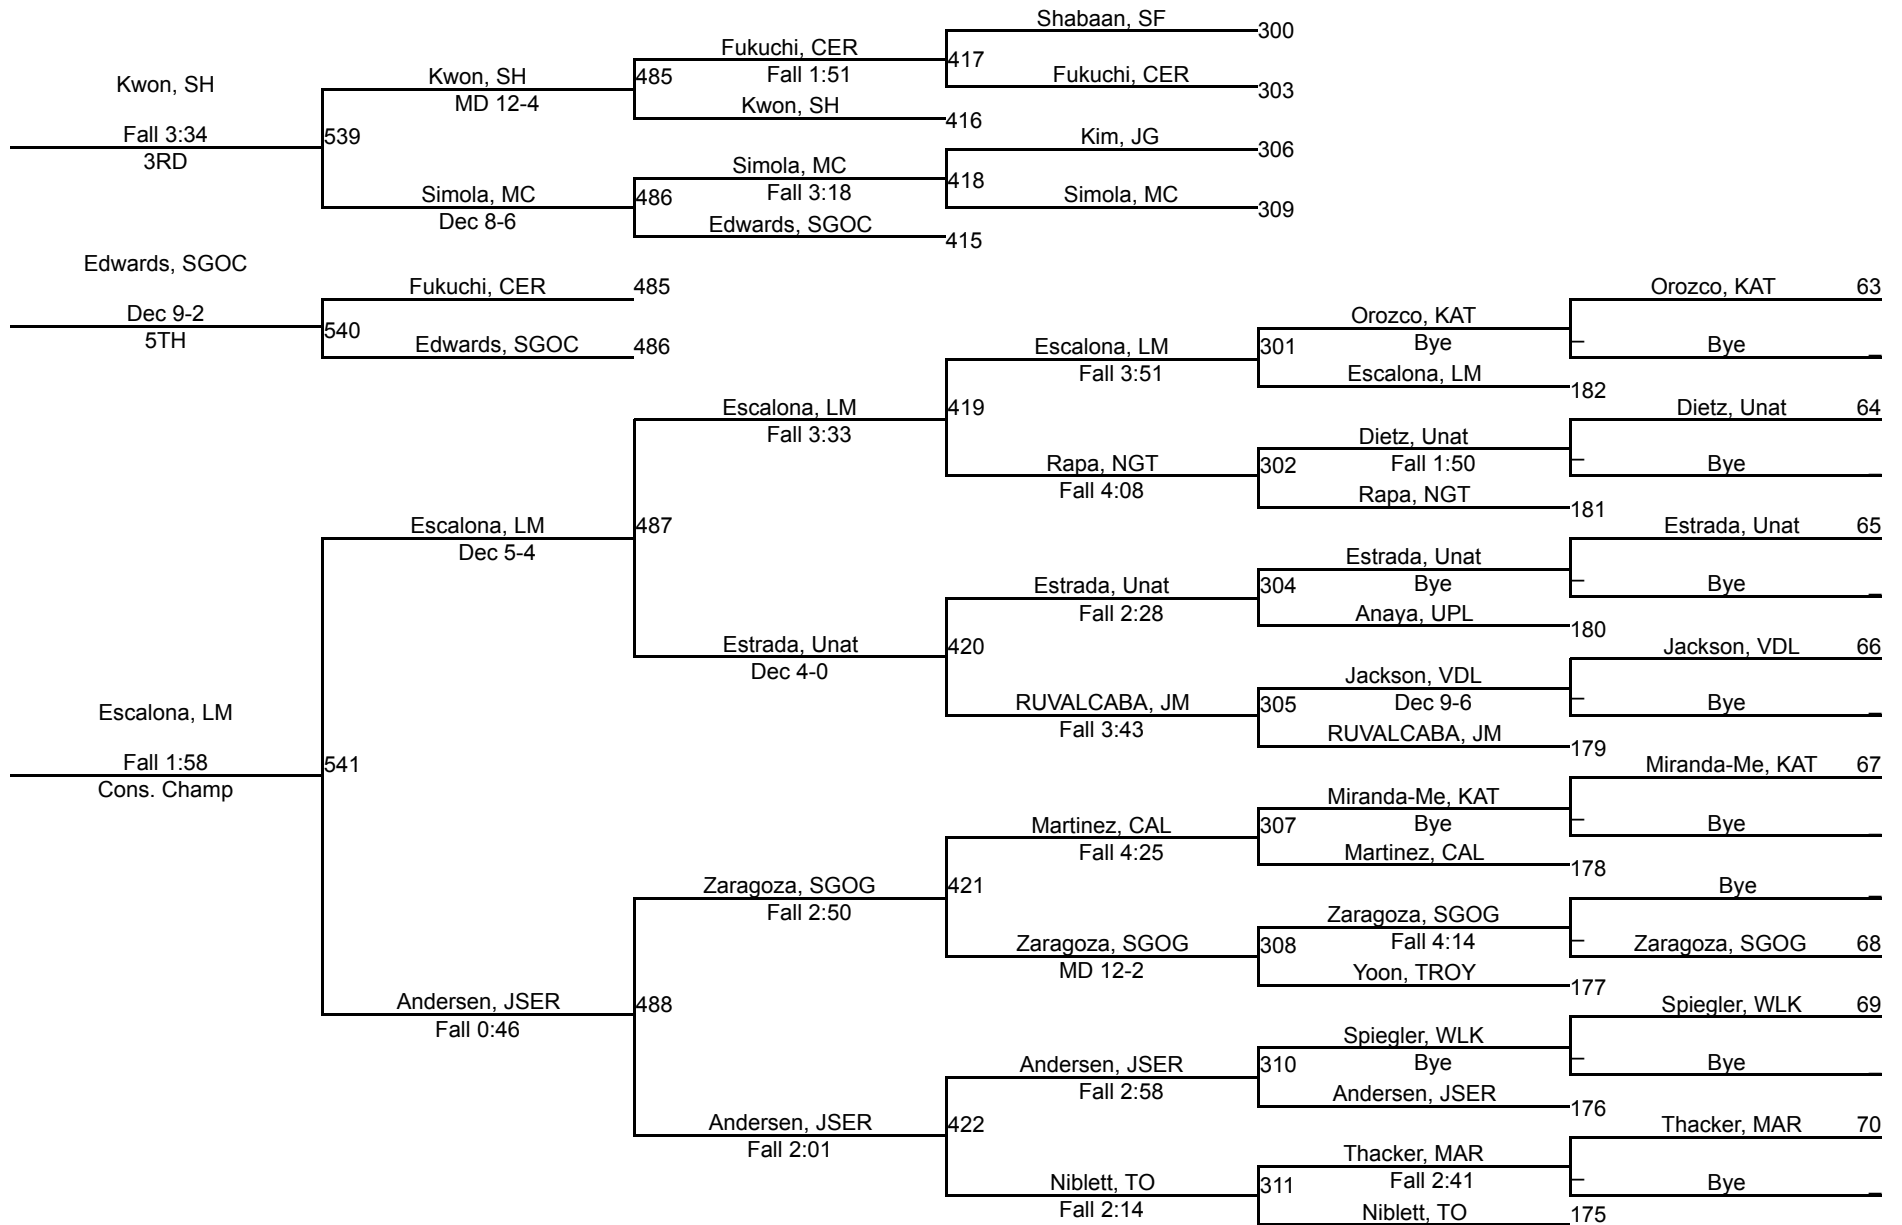 Shabaan, SF
300
Fukuchi, CER
417
Kwon, SH
Kwon, SH
485
Fall 1:51
Fukuchi, CER
303
MD 12-4
Kwon, SH
416
Fall 3:34
539
Kim, JG
306
3RD
Simola, MC
418
Simola, MC
486
Fall 3:18
Simola, MC
309
Dec 8-6
Edwards, SGOC
415
Edwards, SGOC
Fukuchi, CER
485
Orozco, KAT
63
Dec 9-2
540
Orozco, KAT
5TH
Edwards, SGOC
486
Escalona, LM
301
Bye
Bye
Fall 3:51
Escalona, LM
182
Escalona, LM
419
Dietz, Unat
64
Fall 3:33
Dietz, Unat
Rapa, NGT
302
Fall 1:50
Bye
Fall 4:08
Rapa, NGT
181
Escalona, LM
487
Estrada, Unat
65
Dec 5-4
Estrada, Unat
Estrada, Unat
304
Bye
Bye
Fall 2:28
Anaya, UPL
180
Estrada, Unat
420
Jackson, VDL
66
Dec 4-0
Jackson, VDL
Escalona, LM
RUVALCABA, JM
305
Dec 9-6
Bye
Fall 3:43
RUVALCABA, JM
179
Fall 1:58
541
Miranda-Me, KAT
67
Cons. Champ
Miranda-Me, KAT
Martinez, CAL
307
Bye
Bye
Fall 4:25
Martinez, CAL
178
Zaragoza, SGOG
421
Bye
Fall 2:50
Zaragoza, SGOG
Zaragoza, SGOG
308
Fall 4:14
Zaragoza, SGOG
68
MD 12-2
Yoon, TROY
177
Andersen, JSER
488
Spiegler, WLK
69
Fall 0:46
Spiegler, WLK
Andersen, JSER
310
Bye
Bye
Fall 2:58
Andersen, JSER
176
Andersen, JSER
422
Thacker, MAR
70
Fall 2:01
Thacker, MAR
Niblett, TO
311
Fall 2:41
Bye
Fall 2:14
Niblett, TO
175